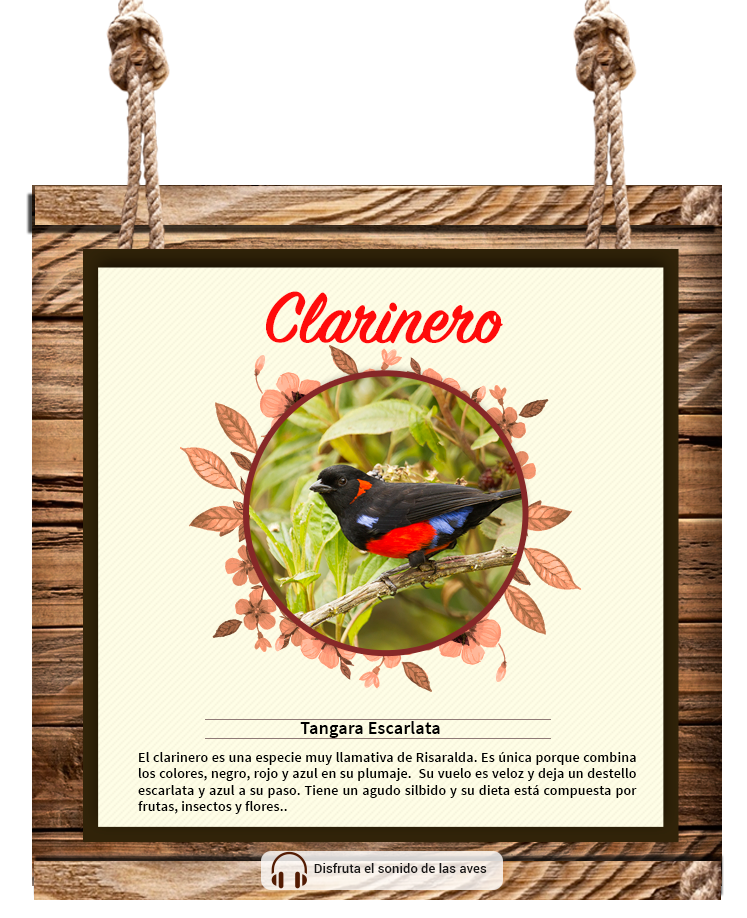 Clarinero
Tangara Escarlata
El clarinero es una especie muy llamativa de Risaralda. Es única porque combina
los colores, negro, rojo y azul en su plumaje.  Su vuelo es veloz y deja un destello
escarlata y azul a su paso. Tiene un agudo silbido y su dieta está compuesta por
frutas, insectos y flores..
Disfruta el sonido de las aves